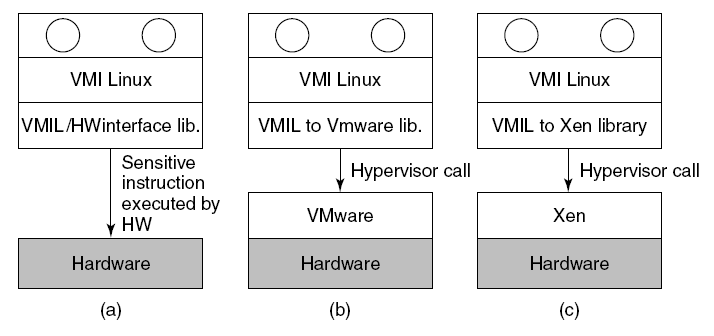 VMI Linux
VMIL/HWinterface lib.
Sensitive
instruction
executed by
HW
Hardware
(a)
VMI Linux
VMIL to Vmware lib.
Hypervisor call
VMware
Hardware
(b)
VMI Linux
VMIL to Xen library
Hypervisor call
Xen
Hardware
(c)